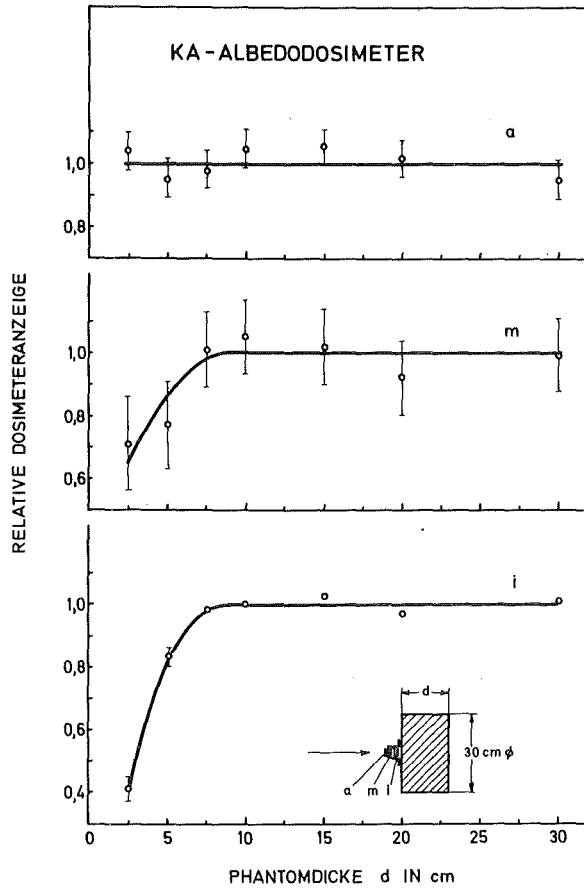 KA-ALBEDODOSIMETER
RELATIVE DOSIMETERANZEIGE
a
1,0
0,8
m
1,0
0,8
0,6
i
1,0
0,8
0,6
0,4
d
30 cm ϕ
a m i
0 5 10 15 20 25 30
PHANTOMDICKE d IN cm